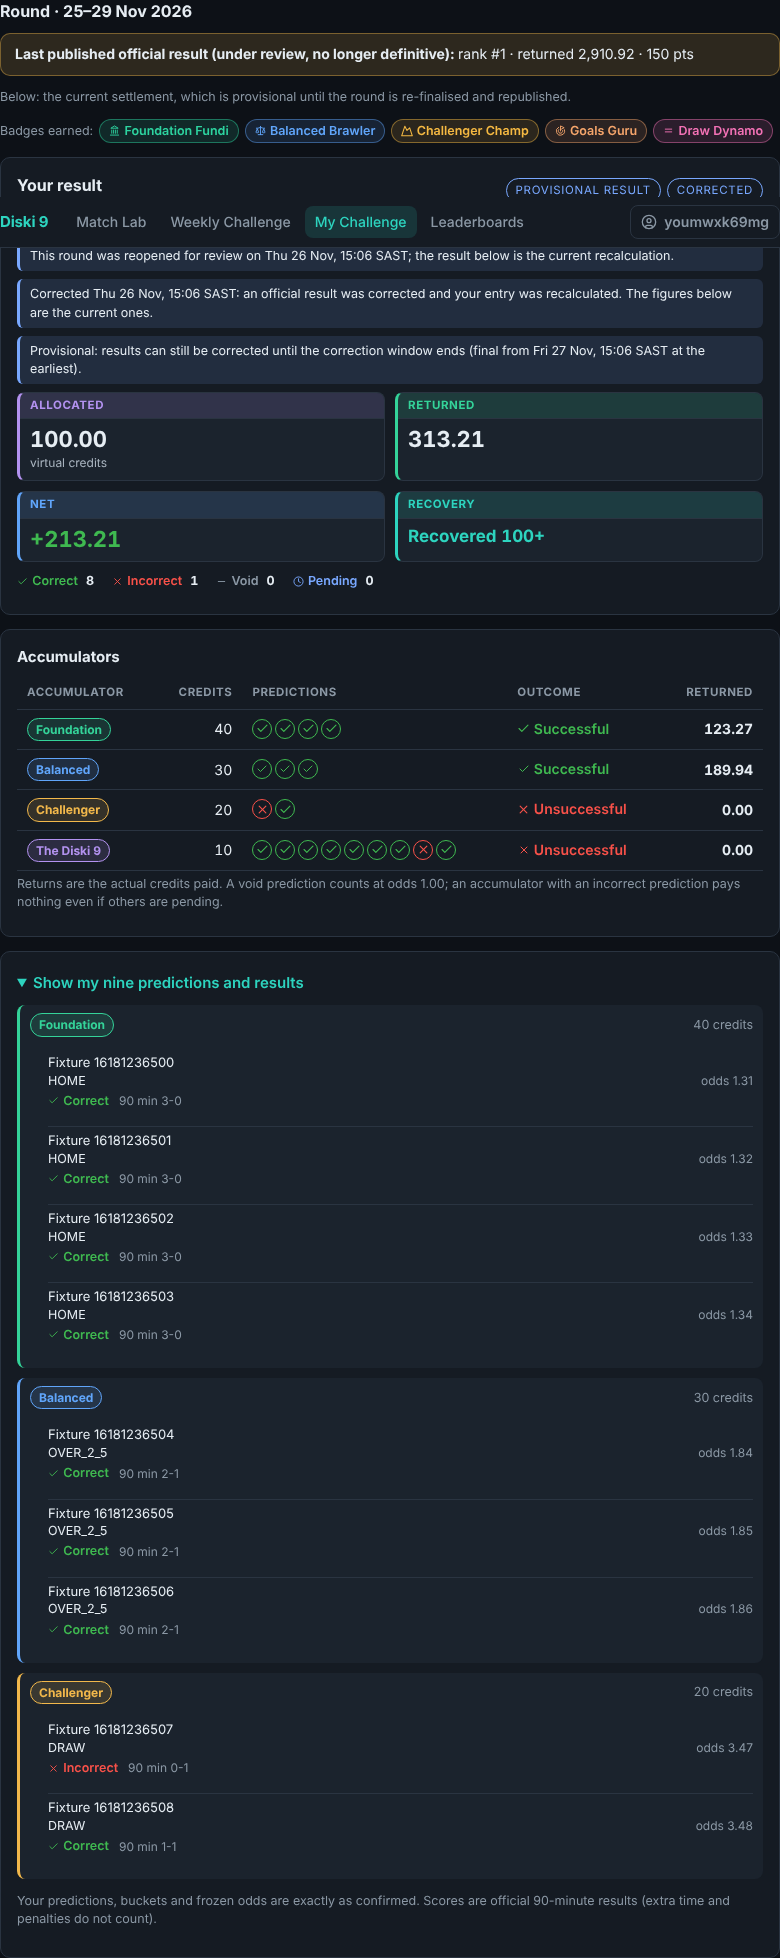 Round · 25–29 Nov 2026
Last published official result (under review, no longer definitive): rank #1 · returned 2,910.92 · 150 pts
Below: the current settlement, which is provisional until the round is re-finalised and republished.
Badges earned: Foundation Fundi Balanced Brawler Challenger Champ Goals Guru Draw Dynamo
Your result PROVISIONAL RESULT CORRECTED
Diski 9 Match Lab Weekly Challenge My Challenge Leaderboards youmwxk69mg
This round was reopened for review on Thu 26 Nov, 15:06 SAST; the result below is the current recalculation.
Corrected Thu 26 Nov, 15:06 SAST: an official result was corrected and your entry was recalculated. The figures below
are the current ones.
Provisional: results can still be corrected until the correction window ends (final from Fri 27 Nov, 15:06 SAST at the
earliest).
ALLOCATED RETURNED
100.00 313.21
virtual credits
NET RECOVERY
+213.21 Recovered 100+
Correct 8 Incorrect 1 Void 0 Pending 0
Accumulators
ACCUMULATOR CREDITS PREDICTIONS OUTCOME RETURNED
Foundation 40 Successful 123.27
Balanced 30 Successful 189.94
Challenger 20 Unsuccessful 0.00
The Diski 9 10 Unsuccessful 0.00
Returns are the actual credits paid. A void prediction counts at odds 1.00; an accumulator with an incorrect prediction pays
nothing even if others are pending.
Show my nine predictions and results
Foundation 40 credits
Fixture 16181236500
HOME odds 1.31
Correct 90 min 3-0
Fixture 16181236501
HOME odds 1.32
Correct 90 min 3-0
Fixture 16181236502
HOME odds 1.33
Correct 90 min 3-0
Fixture 16181236503
HOME odds 1.34
Correct 90 min 3-0
Balanced 30 credits
Fixture 16181236504
OVER_2_5 odds 1.84
Correct 90 min 2-1
Fixture 16181236505
OVER_2_5 odds 1.85
Correct 90 min 2-1
Fixture 16181236506
OVER_2_5 odds 1.86
Correct 90 min 2-1
Challenger 20 credits
Fixture 16181236507
DRAW odds 3.47
Incorrect 90 min 0-1
Fixture 16181236508
DRAW odds 3.48
Correct 90 min 1-1
Your predictions, buckets and frozen odds are exactly as confirmed. Scores are official 90-minute results (extra time and
penalties do not count).